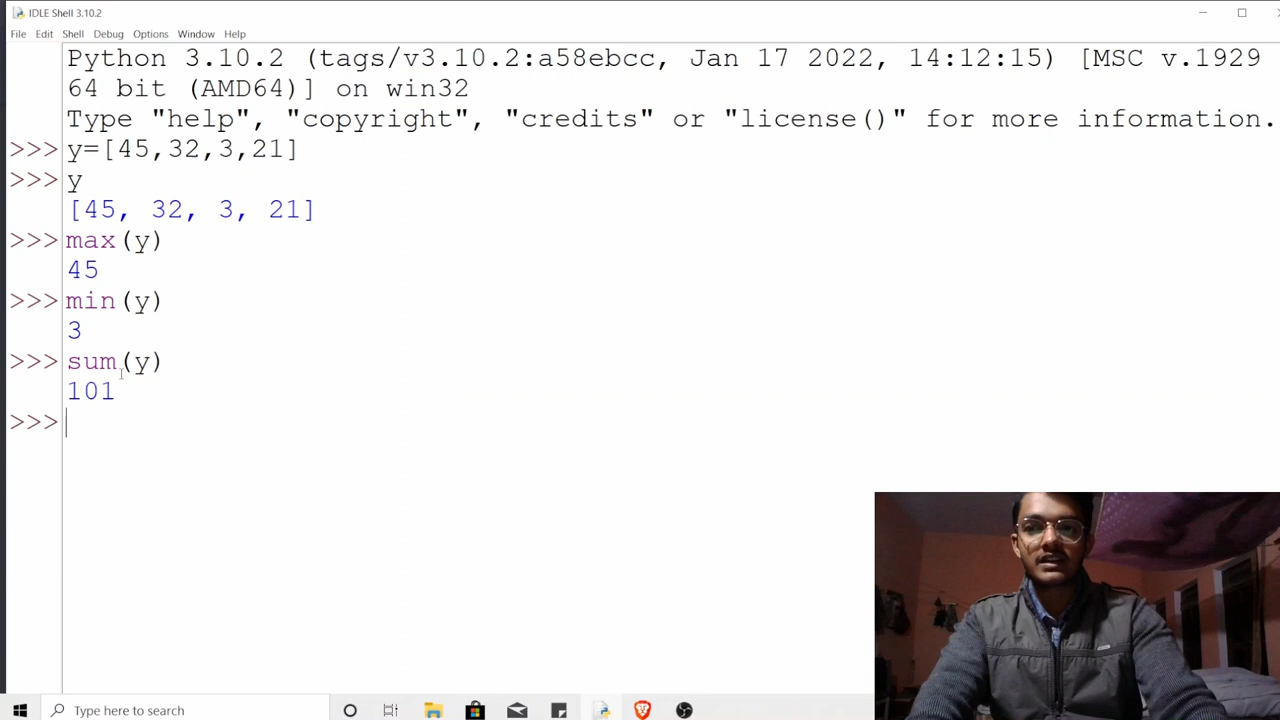 IDLE Shell 3.10.2
File Edit Shell Debug Options Window Help
Python 3.10.2 (tags/v3.10.2:a58ebcc, Jan 17 2022, 14:12:15) [MSC v.1929
64 bit (AMD64)] on win32
Type "help", "copyright", "credits" or "license()" for more information.
>>> y=[45,32,3,21]
>>> y
[45, 32, 3, 21]
>>> max(y)
45
>>> min(y)
3
>>> sum(y)
101
>>>
Type here to search